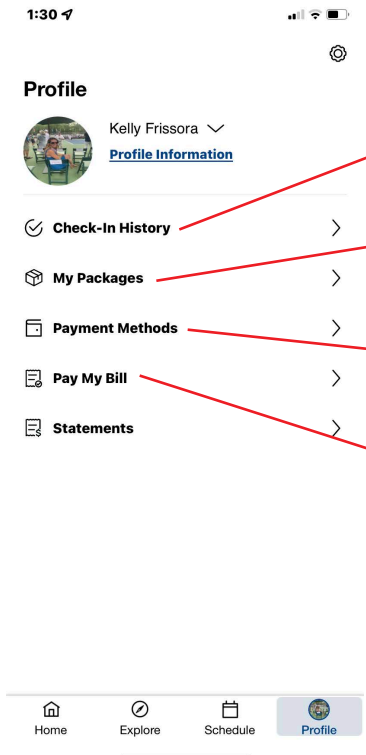 1:30
Profile
Kelly Frissora
Profile Information
Check-In History
My Packages
Payment Methods
Pay My Bill
Statements
Home Explore Schedule Profile